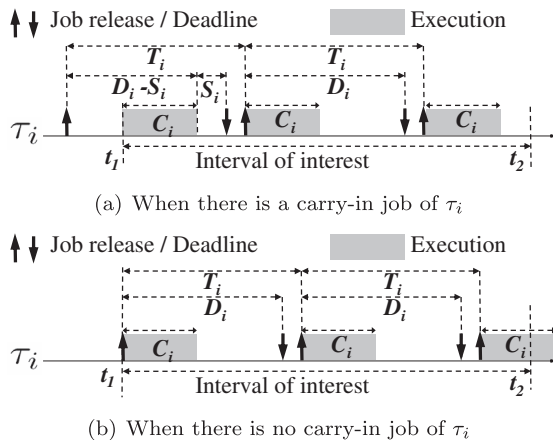 Job release / Deadline Execution
T_i T_i
D_i -S_i S_i D_i
τ_i C_i C_i C_i
t_1 Interval of interest t_2
(a) When there is a carry-in job of τ_i
Job release / Deadline Execution
T_i T_i
D_i D_i
τ_i C_i C_i C_i
t_1 Interval of interest t_2
(b) When there is no carry-in job of τ_i